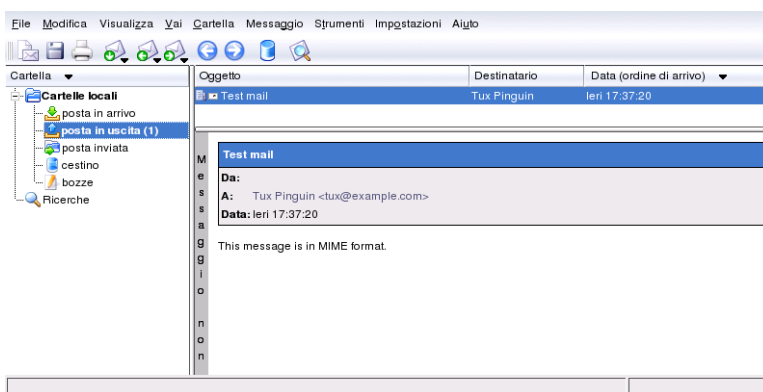 File Modifica Visualizza Vai Cartella Messaggio Strumenti Impostazioni Aiuto
Cartella
Cartelle locali
posta in arrivo
posta in uscita (1)
posta inviata
cestino
bozze
Ricerche
Oggetto Destinatario Data (ordine di arrivo)
Test mail Tux Pinguin Ieri 17:37:20
Messaggio non
Test mail
Da:
A: Tux Pinguin <tux@example.com>
Data: Ieri 17:37:20
This message is in MIME format.